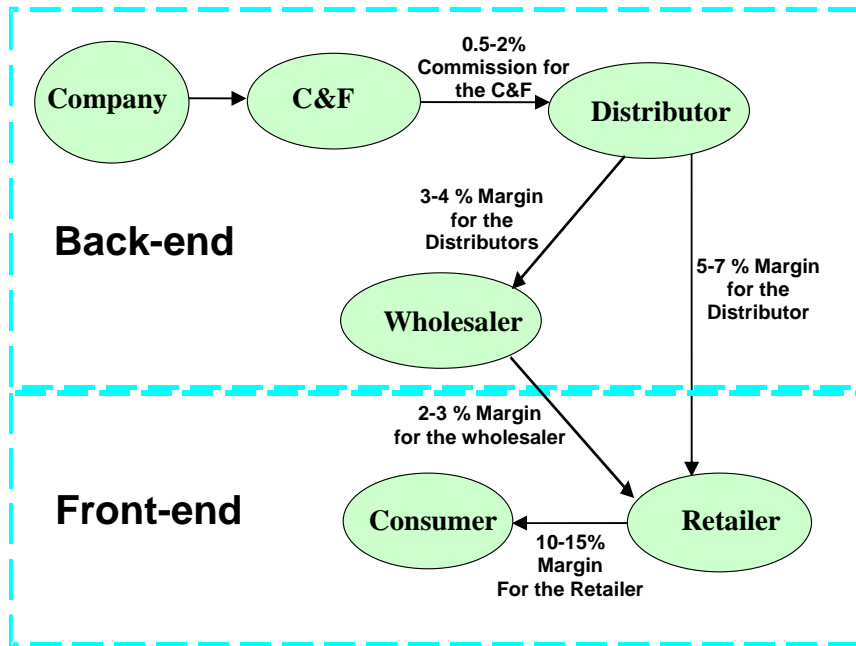 0.5-2%
Commission for
the C&F
Company
C&F
Distributor
3-4 % Margin
for the
Distributors
Back-end
5-7 % Margin
for the
Distributor
Wholesaler
2-3 % Margin
for the wholesaler
Front-end
Consumer
Retailer
10-15%
Margin
For the Retailer